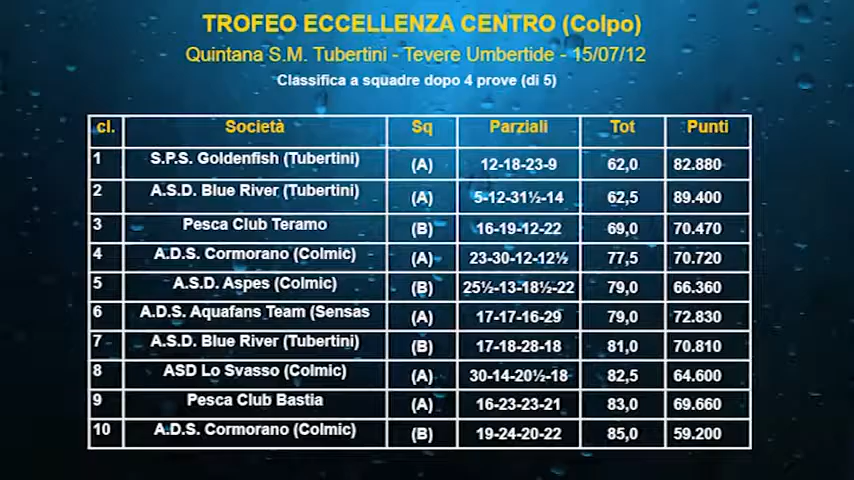 TROFEO ECCELLENZA CENTRO (Colpo)
Quintana S.M. Tubertini - Tevere Umbertide - 15/07/12
Classifica a squadre dopo 4 prove (di 5)
cl. Società Sq Parziali Tot Punti
1 S.P.S. Goldenfish (Tubertini) (A) 12-18-23-9 62,0 82.880
2 A.S.D. Blue River (Tubertini) (A) 5-12-31½-14 62,5 89.400
3 Pesca Club Teramo (B) 16-19-12-22 69,0 70.470
4 A.D.S. Cormorano (Colmic) (A) 23-30-12-12½ 77,5 70.720
5 A.S.D. Aspes (Colmic) (B) 25½-13-18½-22 79,0 66.360
6 A.D.S. Aquafans Team (Sensas (A) 17-17-16-29 79,0 72.830
7 A.S.D. Blue River (Tubertini) (B) 17-18-28-18 81,0 70.810
8 ASD Lo Svasso (Colmic) (A) 30-14-20½-18 82,5 64.600
9 Pesca Club Bastia (A) 16-23-23-21 83,0 69.660
10 A.D.S. Cormorano (Colmic) (B) 19-24-20-22 85,0 59.200